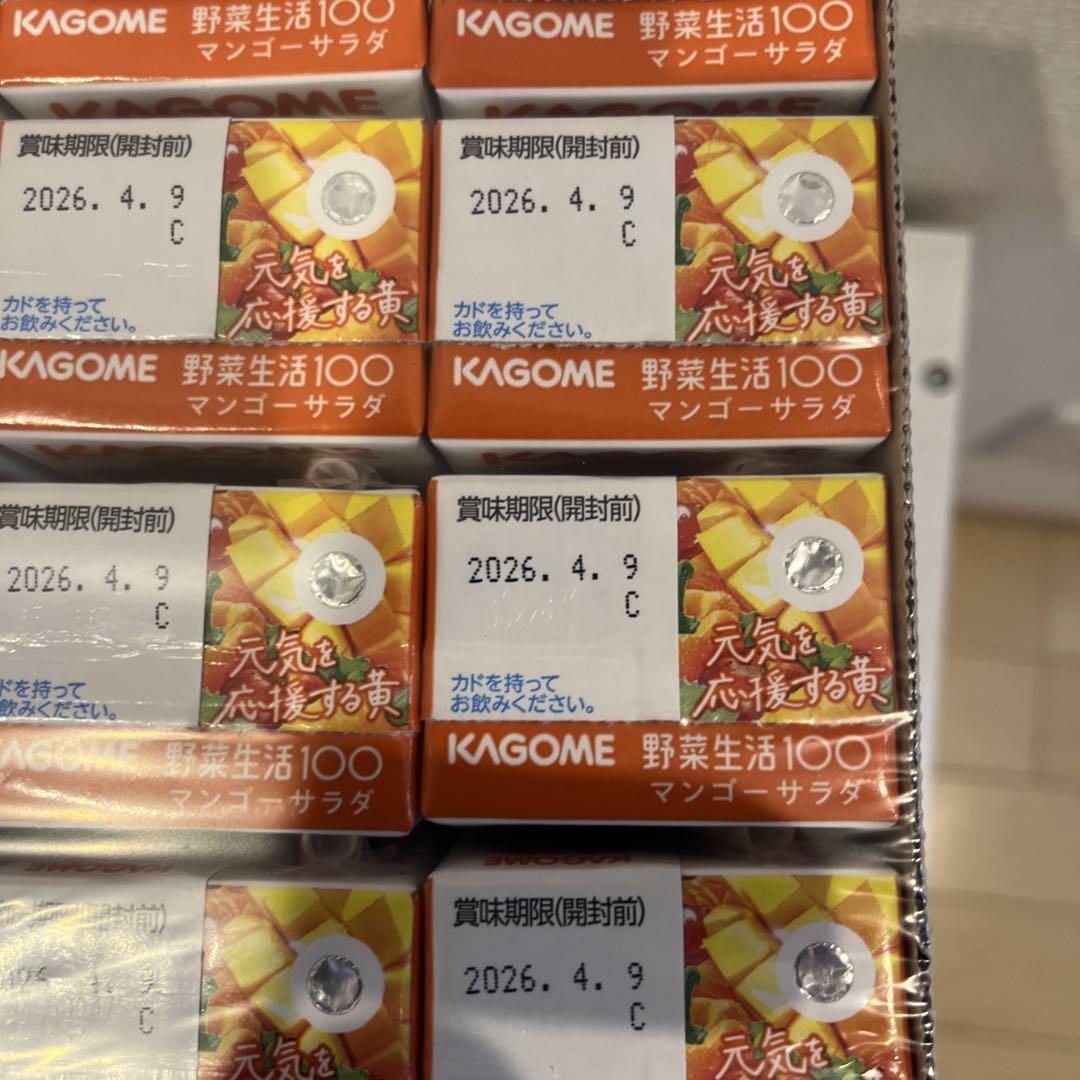 KAGOME 野菜生活100
マンゴーサラダ
KAGOME 野菜生活100
マンゴーサラダ
KAGOME
KAGOME
賞味期限(開封前)
2026. 4. 9
C
カドを持って
お飲みください。
元気を
応援する黄
賞味期限(開封前)
2026. 4. 9
C
カドを持って
お飲みください。
元気を
応援する黄
KAGOME 野菜生活100
マンゴーサラダ
KAGOME 野菜生活100
マンゴーサラダ
賞味期限(開封前)
2026. 4. 9
C
ドを持って
飲みください。
元気を
応援する黄
賞味期限(開封前)
2026. 4. 9
C
カドを持って
お飲みください。
元気を
応援する黄
KAGOME 野菜生活100
マンゴーサラダ
KAGOME 野菜生活100
マンゴーサラダ
KAGOME
KAGOME
C
元気を
賞味期限(開封前)
2026. 4. 9
C
元気を